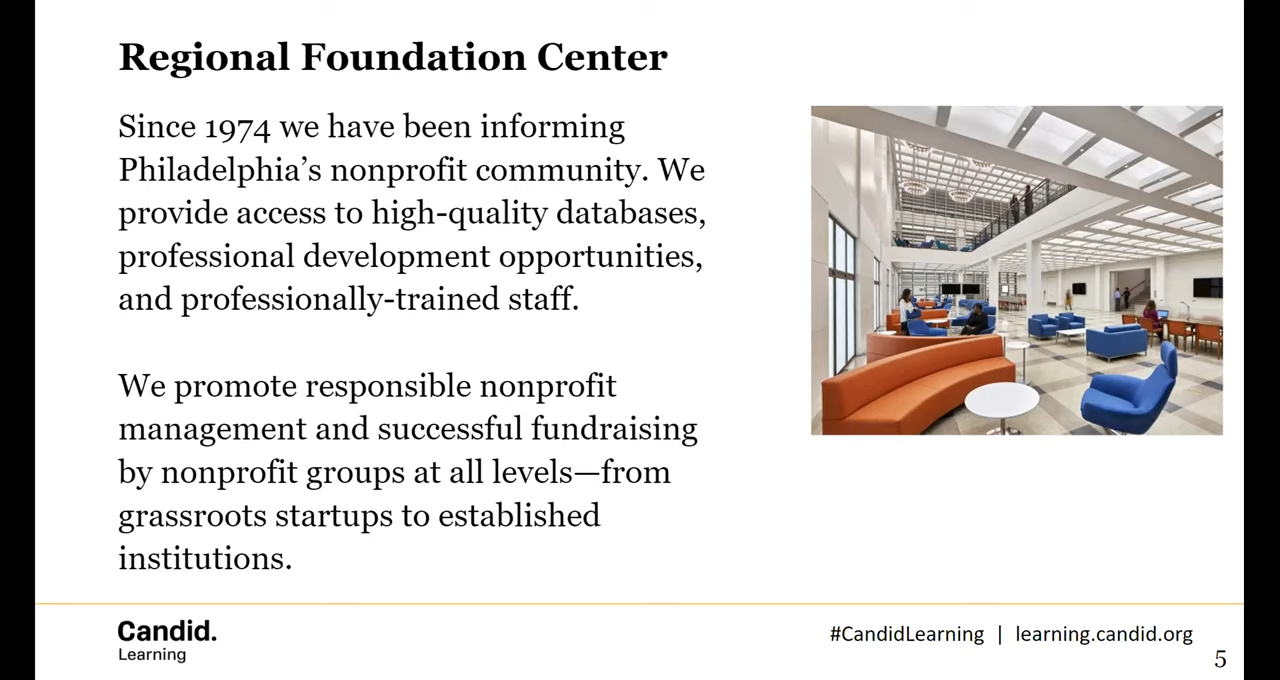 Regional Foundation Center
Since 1974 we have been informing
Philadelphia’s nonprofit community. We
provide access to high-quality databases,
professional development opportunities,
and professionally-trained staff.
We promote responsible nonprofit
management and successful fundraising
by nonprofit groups at all levels—from
grassroots startups to established
institutions.
Candid.
Learning
#CandidLearning | learning.candid.org
5